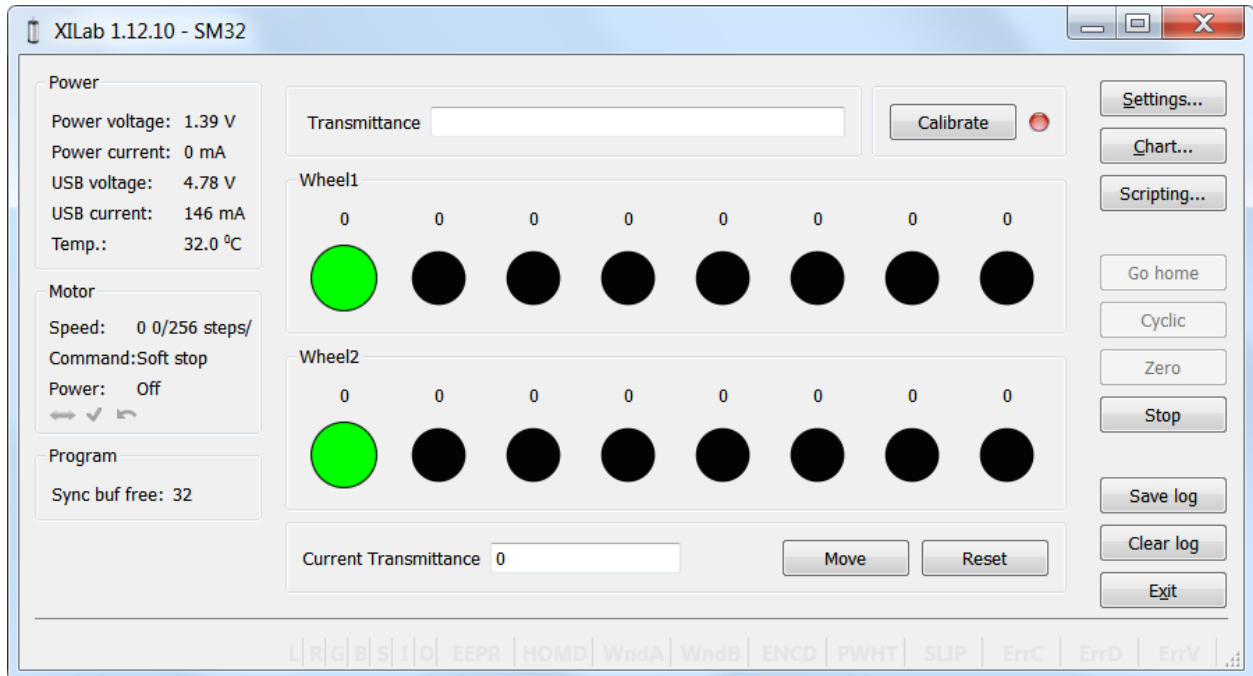 XILab 1.12.10 - SM32
Power
Power voltage: 1.39 V
Power current: 0 mA
USB voltage: 4.78 V
USB current: 146 mA
Temp.: 32.0 ⁰C
Motor
Speed: 0 0/256 steps/
Command:Soft stop
Power: Off
Program
Sync buf free: 32
Transmittance
Calibrate
Wheel1
0 0 0 0 0 0 0 0
Wheel2
0 0 0 0 0 0 0 0
Current Transmittance 0
Move
Reset
Settings...
Chart...
Scripting...
Go home
Cyclic
Zero
Stop
Save log
Clear log
Exit
L R G B S I O EEPR HOMD WndA WndB ENCD PWHT SLIP ErrC ErrD ErrV